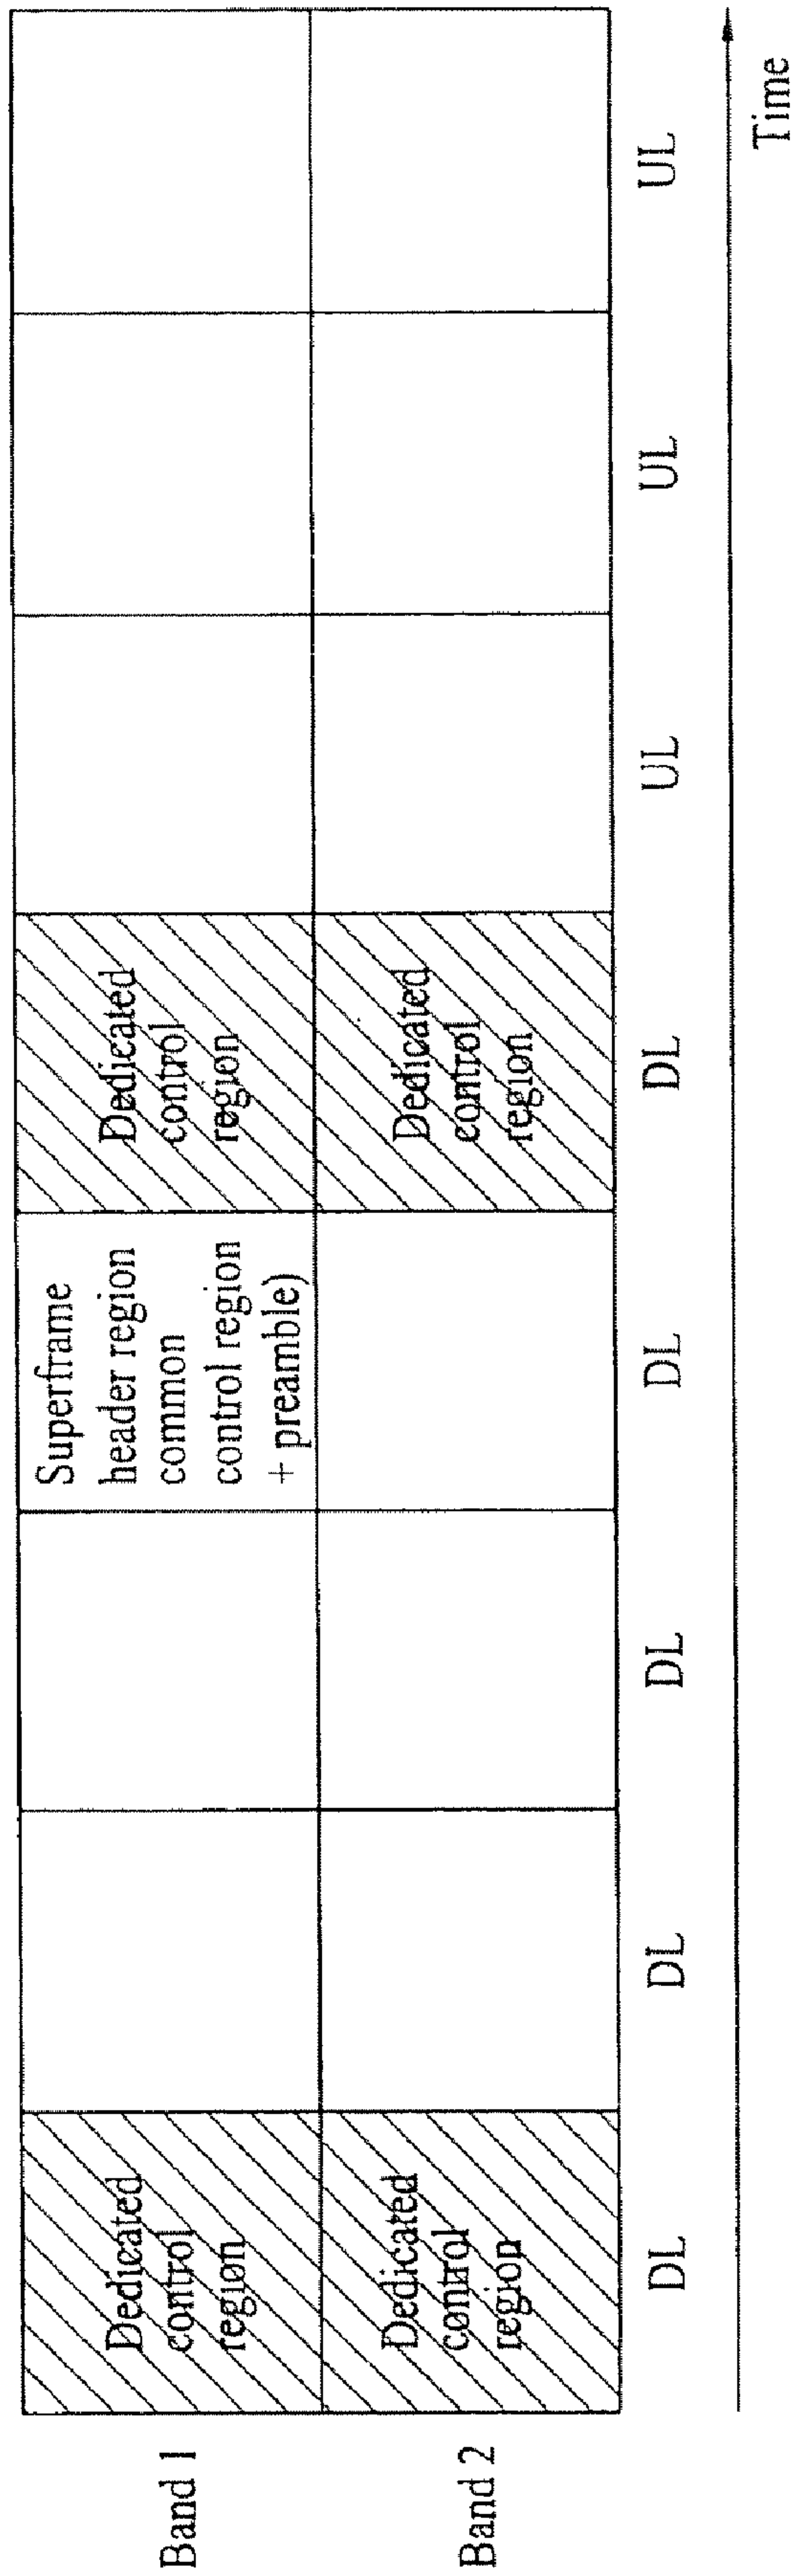 Band 1
Dedicated
control
region
Superframe
header region
common
control region
+ preamble)
Dedicated
control
region
Band 2
Dedicated
control
region
Dedicated
control
region
DL
DL
DL
DL
DL
UL
UL
UL
Time